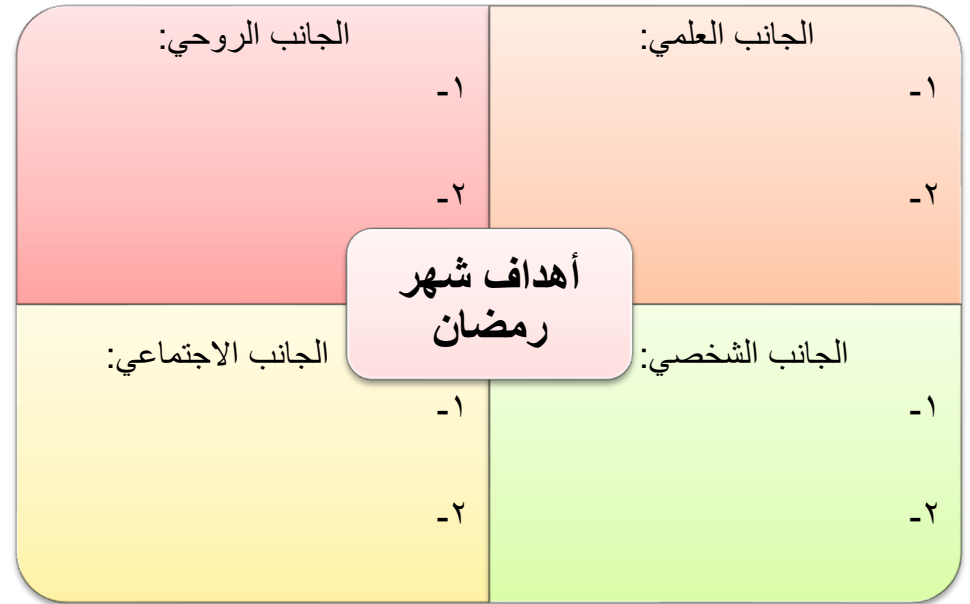 الجانب العلمي:
١-
٢-
الجانب الروحي:
١-
٢-
أهداف شهر
رمضان
الجانب الشخصي:
١-
٢-
الجانب الاجتماعي:
١-
٢-